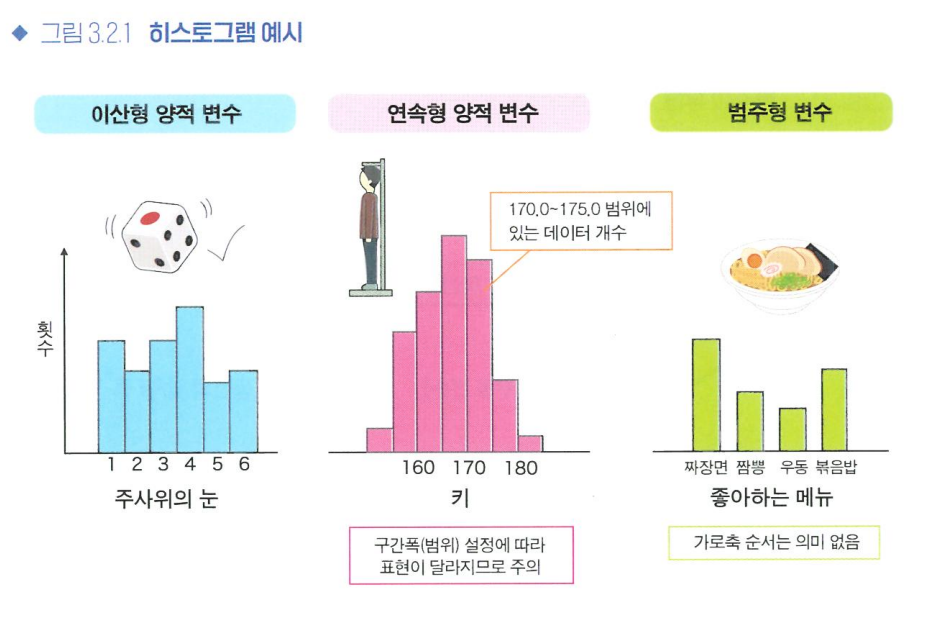 ◆ 그림 3.2.1 히스토그램 예시
이산형 양적 변수
횟수
1 2 3 4 5 6
주사위의 눈
연속형 양적 변수
170.0~175.0 범위에
있는 데이터 개수
160 170 180
키
구간폭(범위) 설정에 따라
표현이 달라지므로 주의
범주형 변수
짜장면 짬뽕 우동 볶음밥
좋아하는 메뉴
가로축 순서는 의미 없음